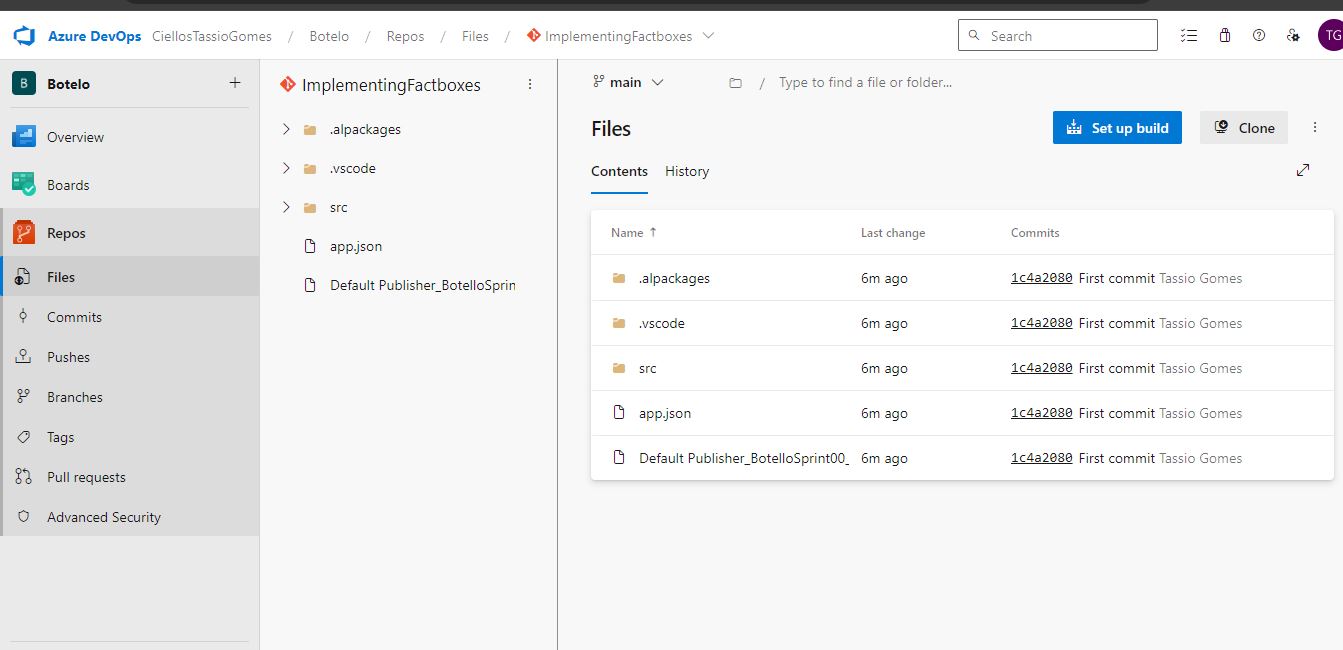 Azure DevOps CiellosTassioGomes / Botelo / Repos / Files / ImplementingFactboxes
Search
TG
B Botelo
Overview
Boards
Repos
Files
Commits
Pushes
Branches
Tags
Pull requests
Advanced Security
ImplementingFactboxes
.alpackages
.vscode
src
app.json
Default Publisher_BotelloSprin
main / Type to find a file or folder...
Files
Set up build
Clone
Contents History
Name Last change Commits
.alpackages 6m ago 1c4a2080 First commit Tassio Gomes
.vscode 6m ago 1c4a2080 First commit Tassio Gomes
src 6m ago 1c4a2080 First commit Tassio Gomes
app.json 6m ago 1c4a2080 First commit Tassio Gomes
Default Publisher_BotelloSprint00_ 6m ago 1c4a2080 First commit Tassio Gomes